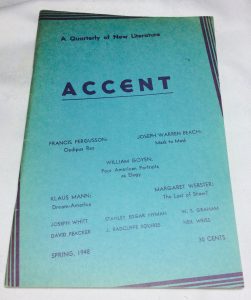 A Quarterly of New Literature
ACCENT
FRANCIS FERGUSSON:
Oedipus Rex
JOSEPH WARREN BEACH:
Mask to Mask
WILLIAM GOYEN:
Four American Portraits
as Elegy
KLAUS MANN:
Dream-America
MARGARET WEBSTER:
The Last of Shaw?
JOSEPH WHITT
STANLEY EDGAR HYMAN
W. S. GRAHAM
DAVID
J. RADCLIFFE SQUIRES
NEIL WEISS
SPRING, 1948
30 CENTS